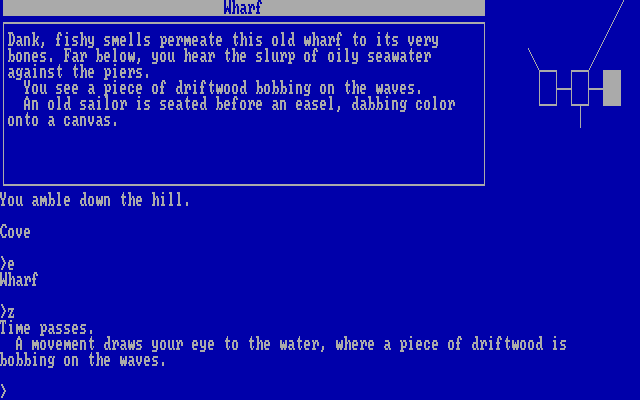 Wharf
Dank, fishy smells permeate this old wharf to its very
bones. Far below, you hear the slurp of oily seawater
against the piers.
You see a piece of driftwood bobbing on the waves.
An old sailor is seated before an easel, dabbing color
onto a canvas.
You amble down the hill.
Cove
>e
Wharf
>z
Time passes.
A movement draws your eye to the water, where a piece of driftwood is
bobbing on the waves.
>